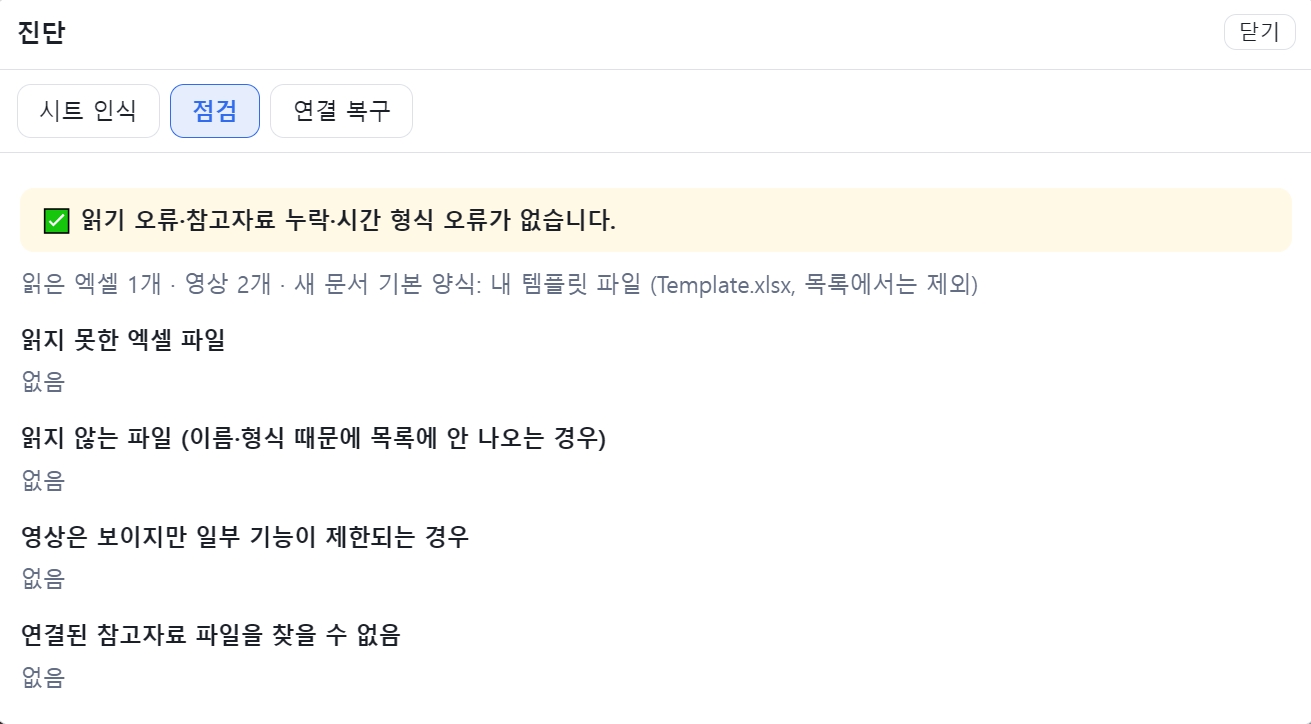 진단
닫기
시트 인식
점검
연결 복구
✅ 읽기 오류·참고자료 누락·시간 형식 오류가 없습니다.
읽은 엑셀 1개 · 영상 2개 · 새 문서 기본 양식: 내 템플릿 파일 (Template.xlsx, 목록에서는 제외)
읽지 못한 엑셀 파일
없음
읽지 않는 파일 (이름·형식 때문에 목록에 안 나오는 경우)
없음
영상은 보이지만 일부 기능이 제한되는 경우
없음
연결된 참고자료 파일을 찾을 수 없음
없음